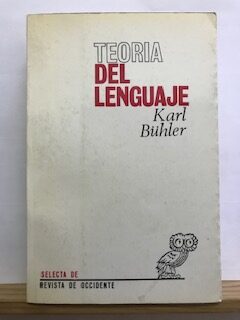 TEORIA
DEL
LENGUAJE
Karl
Bühler
SELECTA DE
REVISTA DE OCCIDENTE